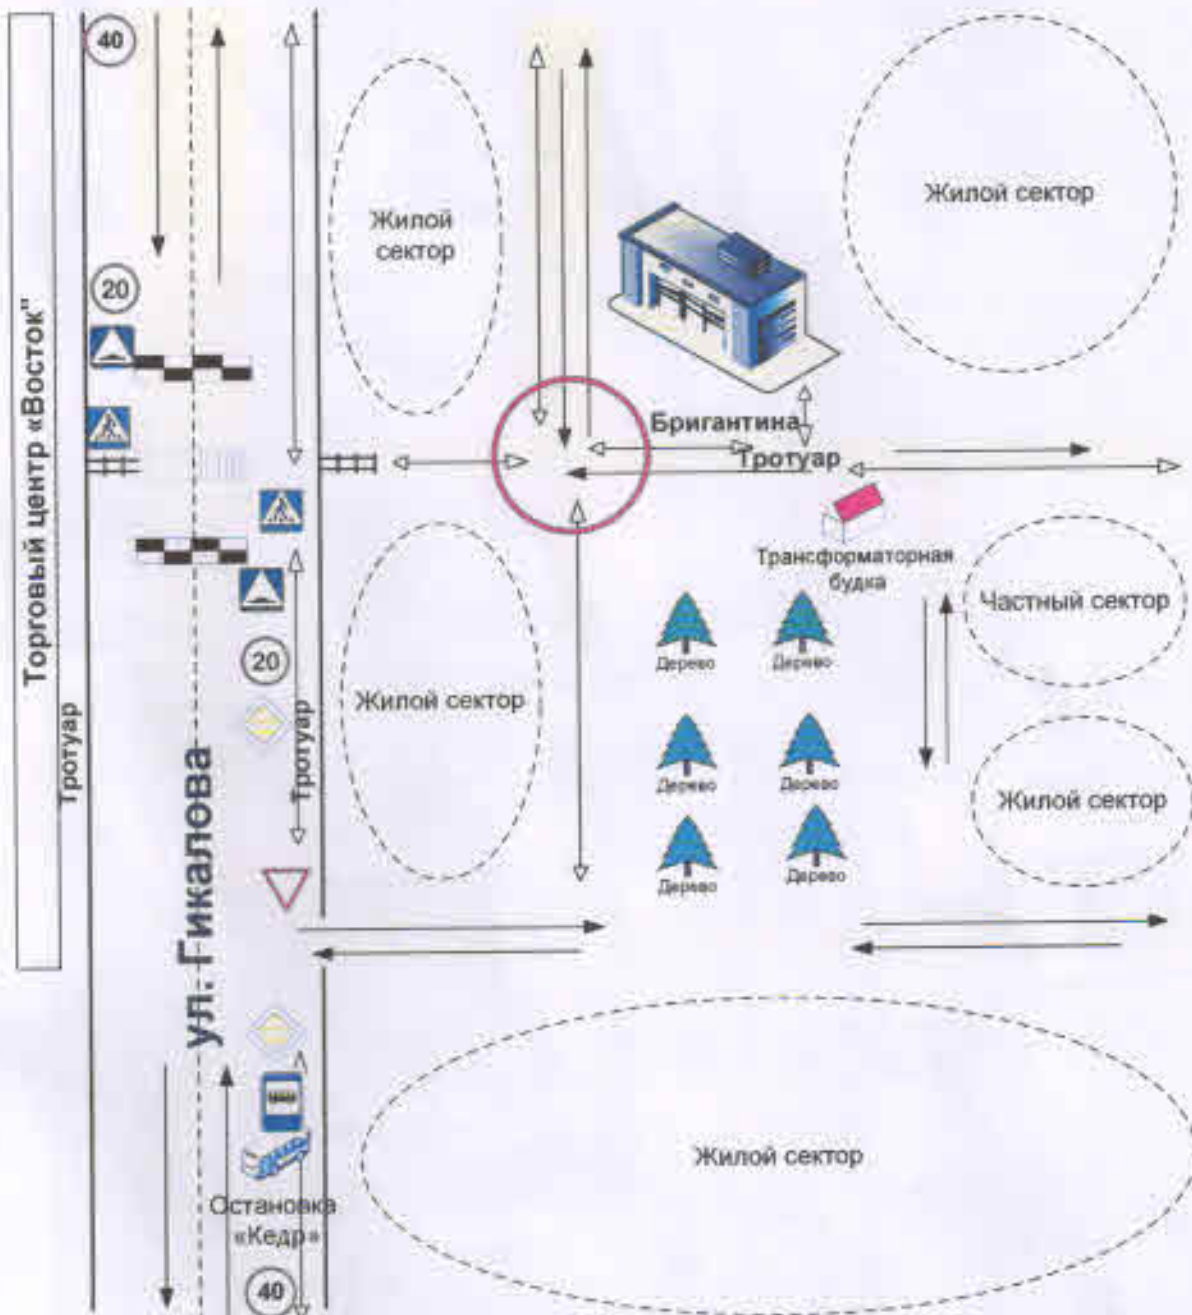 40
Жилой
сектор
Жилой сектор
20
Торговый центр «Восток"
Бригантина
Тротуар
Трансформаторная
будка
Частный сектор
Дерево
Дерево
20
Жилой сектор
Тротуар
Тротуар
ул. Гикалова
Дерево
Дерево
Жилой сектор
Дерево
Дерево
Жилой сектор
Остановка
«Кедр»
40